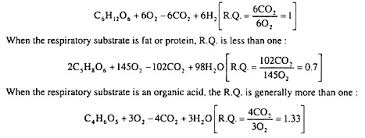 C₆H₁₂O₆ + 6O₂ – 6CO₂ + 6H₂ [R.Q. = 6CO₂/6O₂ = 1]
When the respiratory substrate is fat or protein, R.Q. is less than one :
2C₃H₈O₆ + 145O₂ – 102CO₂ + 98H₂O [R.Q. = 102CO₂/145O₂ = 0.7]
When the respiratory substrate is an organic acid, the R.Q. is generally more than one :
C₄H₆O₅ + 3O₂ – 4CO₂ + 3H₂O [R.Q. = 4CO₂/3O₂ = 1.33]